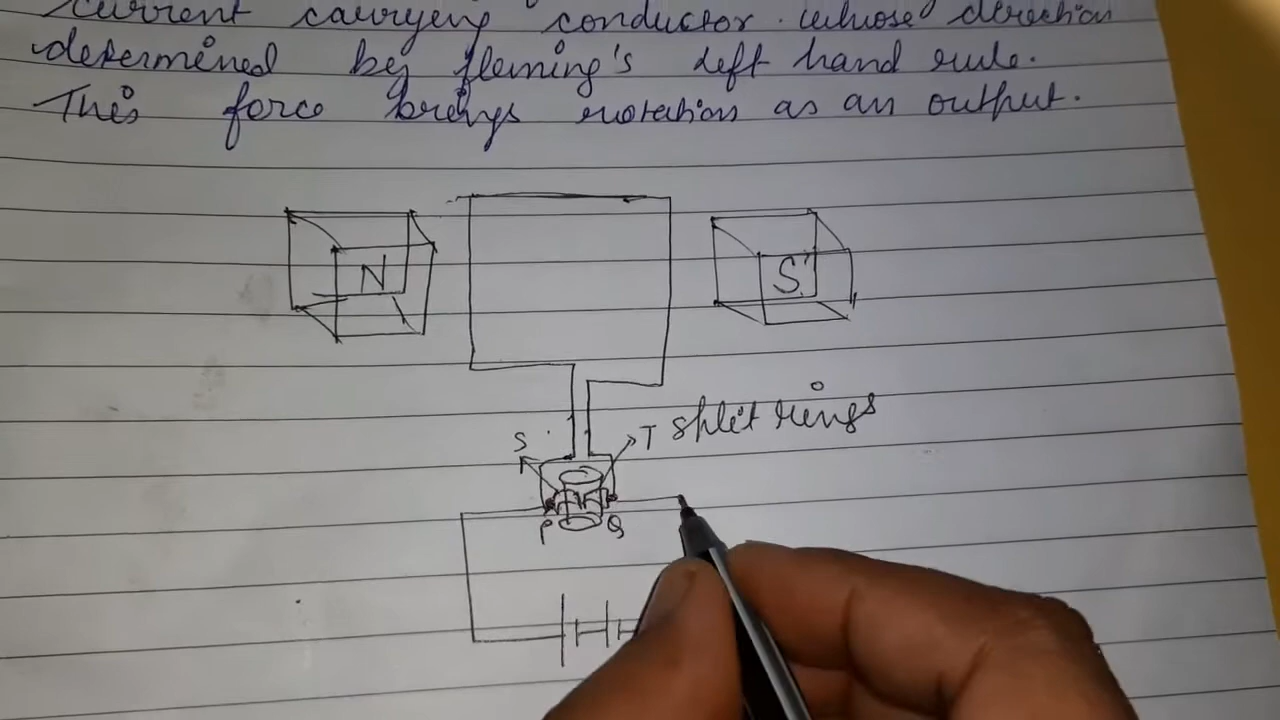 current carrying conductor whose direction
determined by fleming's left hand rule.
This force brings rotation as an output.
N
S
S
T split rings
P
Q